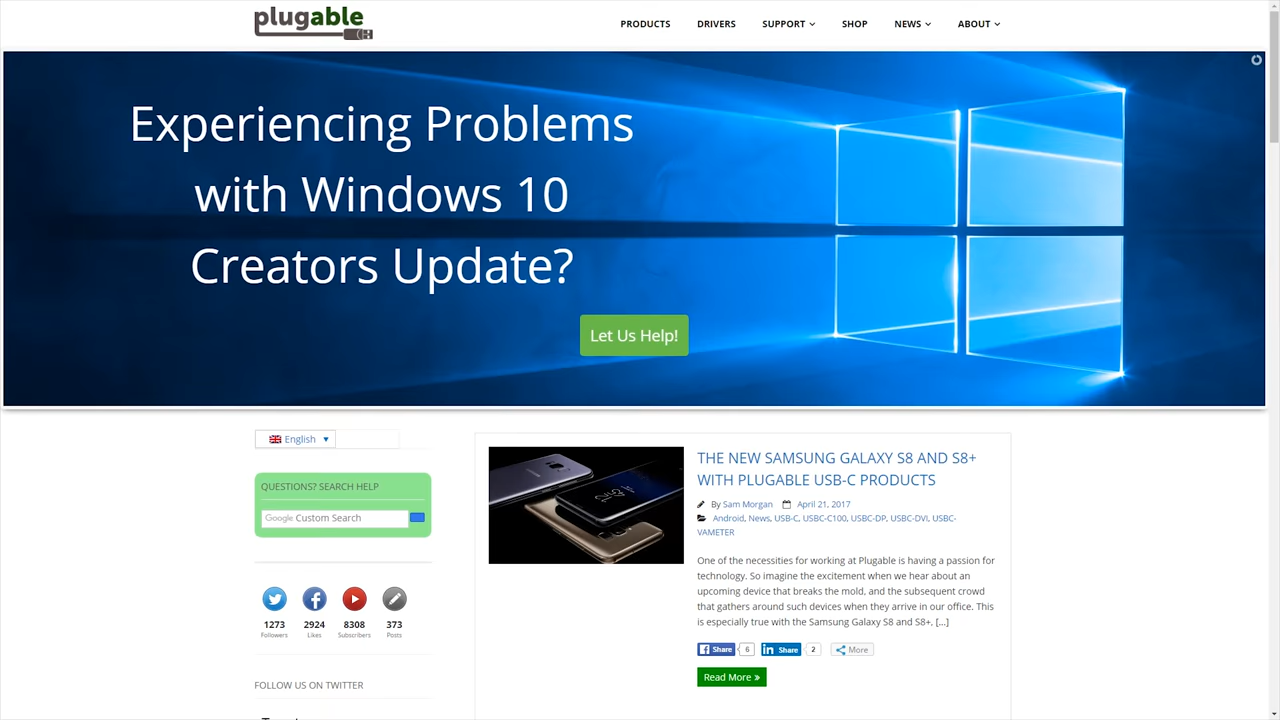 plugable
PRODUCTS DRIVERS SUPPORT SHOP NEWS ABOUT
Experiencing Problems
with Windows 10
Creators Update?
Let Us Help!
English
QUESTIONS? SEARCH HELP
Google Custom Search
1273 2924 8308 373
Followers Likes Subscribers Posts
FOLLOW US ON TWITTER
THE NEW SAMSUNG GALAXY S8 AND S8+
WITH PLUGABLE USB-C PRODUCTS
By Sam Morgan April 21, 2017
Android, News, USB-C, USBC-C100, USBC-DP, USBC-DVI, USBC-
VAMETER
One of the necessities for working at Plugable is having a passion for
technology. So imagine the excitement when we hear about an
upcoming device that breaks the mold, and the subsequent crowd
that gathers around such devices when they arrive in our office. This
is especially true with the Samsung Galaxy S8 and S8+, [...]
Share 6 in Share 2 More
Read More »